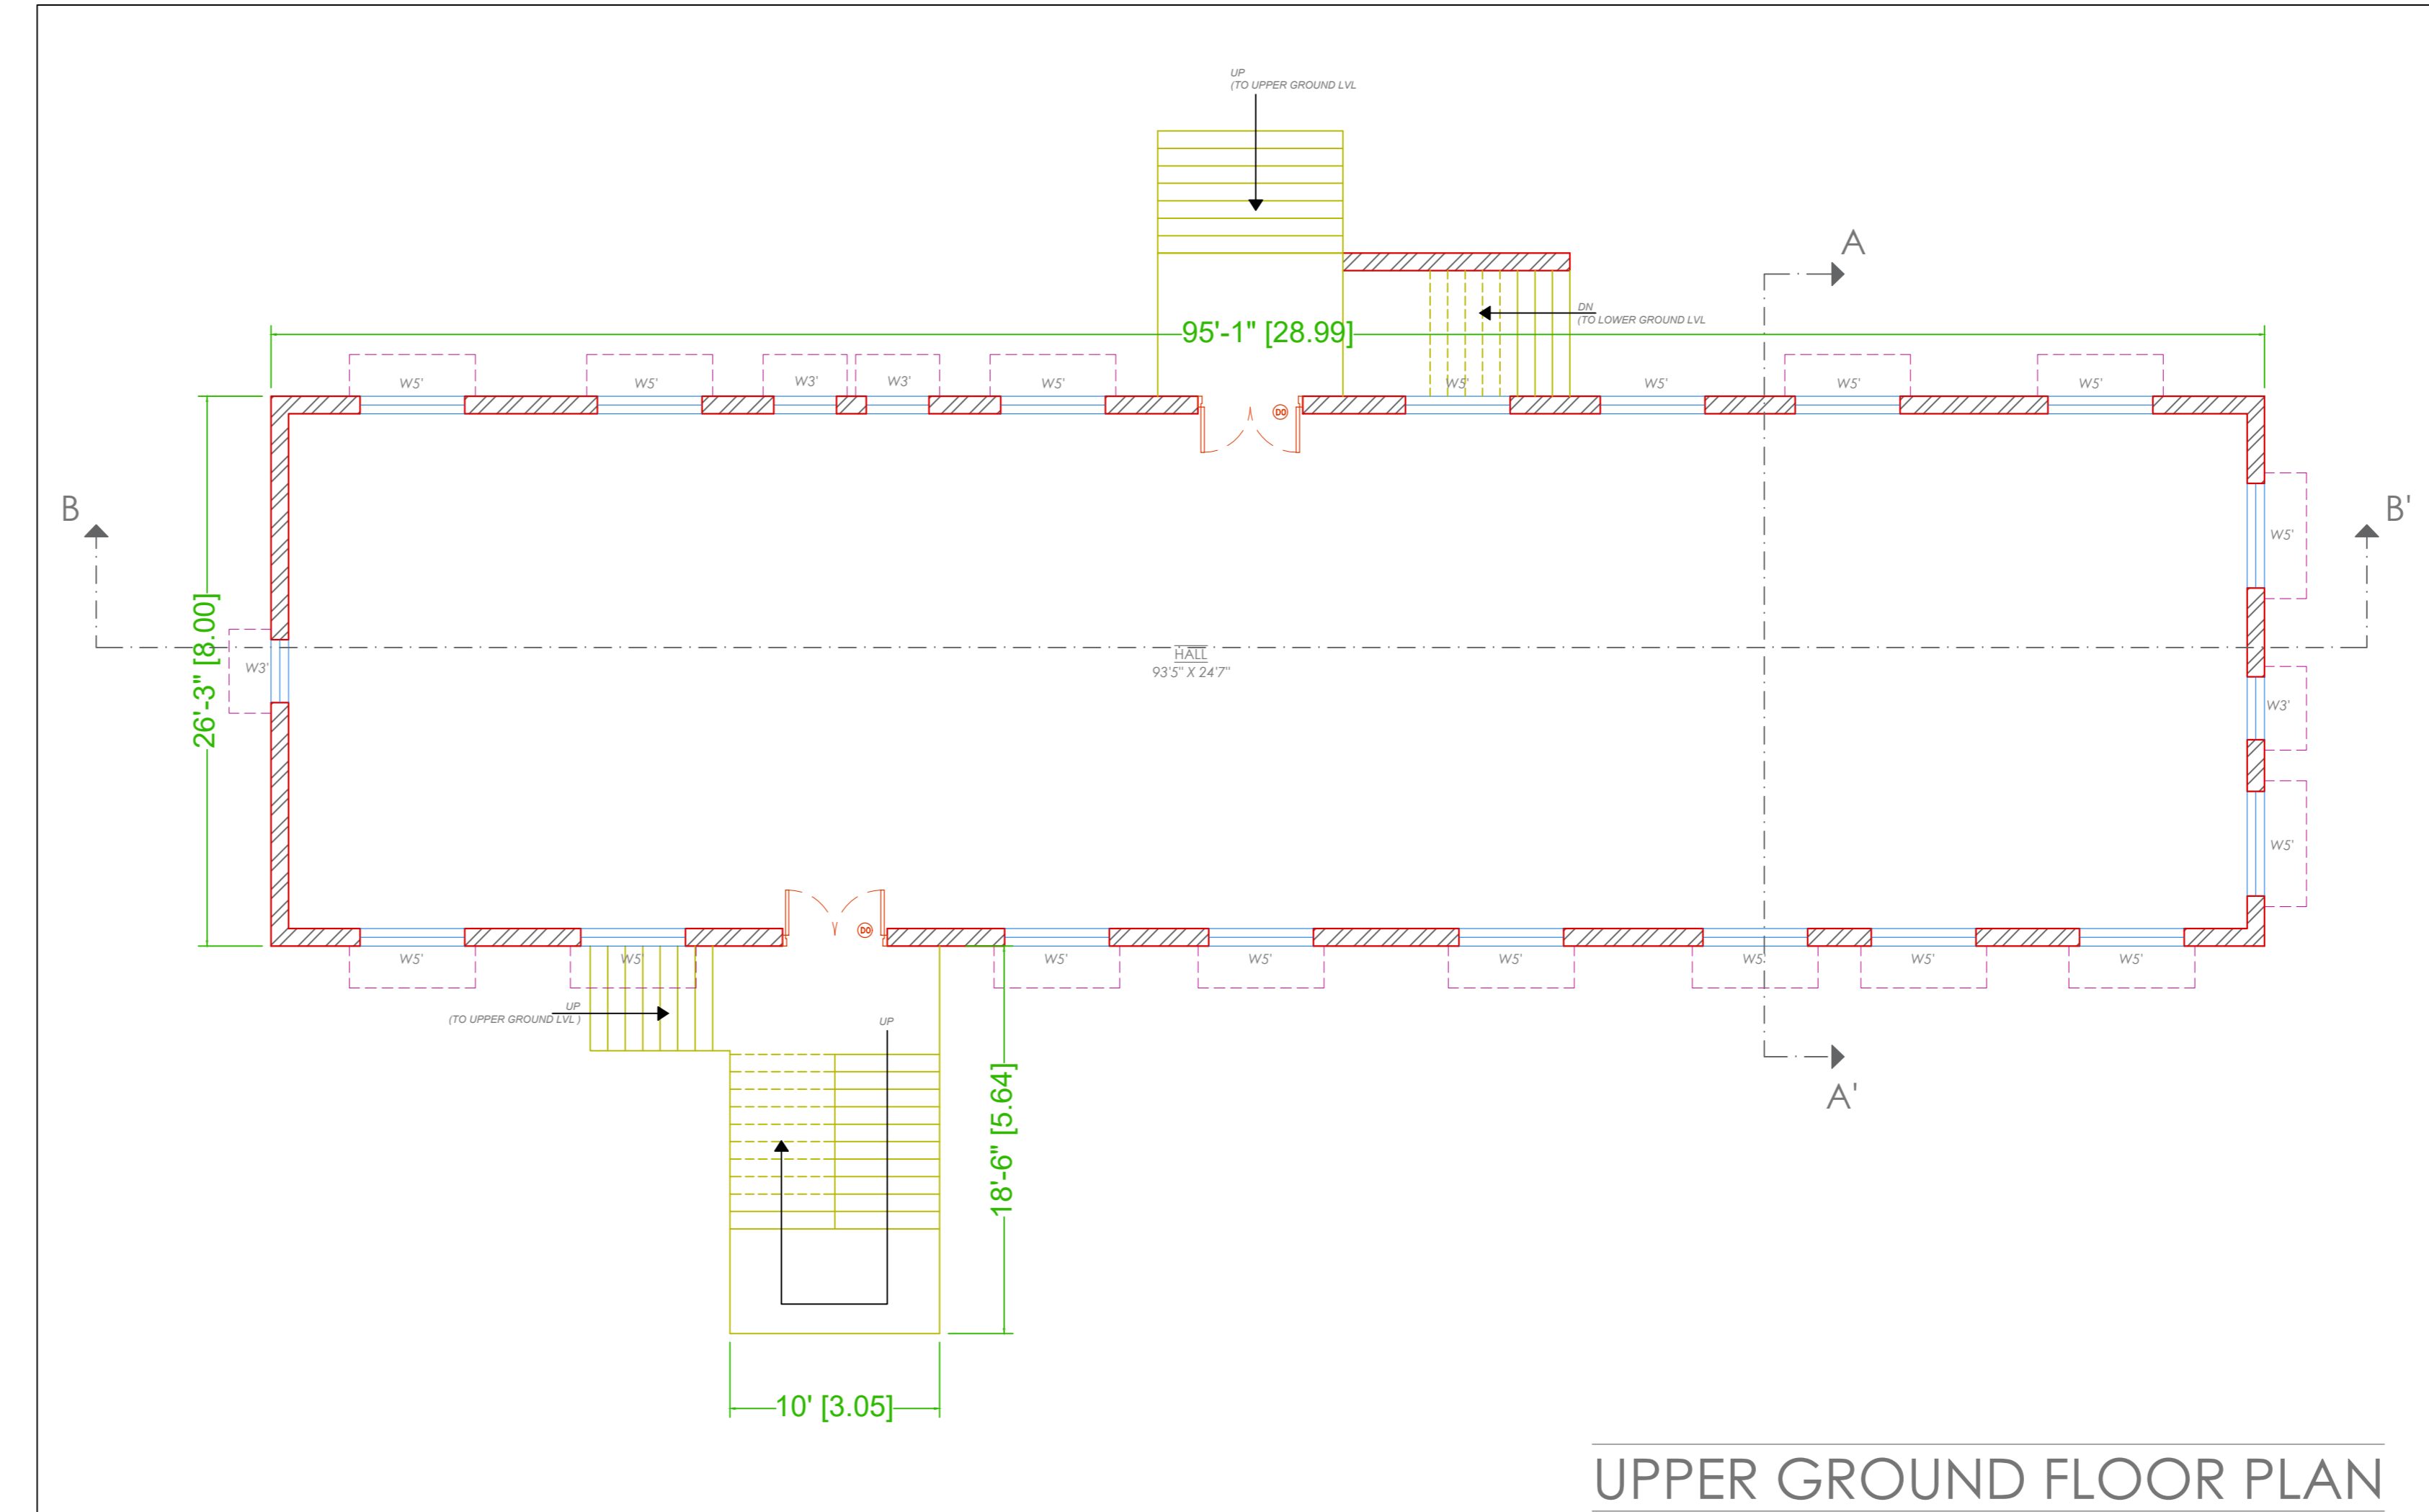 UP
(TO UPPER GROUND LVL
A
DN
(TO LOWER GROUND LVL
95'-1" [28.99]
W5'
W5'
W3'
W3'
W5'
W5'
W5'
W5'
W5'
D0
B
B'
W5'
26'-3" [8.00]
W3'
HALL
93'5" X 24'7"
W3'
W5'
D0
W5'
W5'
W5'
W5'
W5'
W5'
W5'
W5'
UP
(TO UPPER GROUND LVL )
UP
A'
18'-6" [5.64]
10' [3.05]
UPPER GROUND FLOOR PLAN